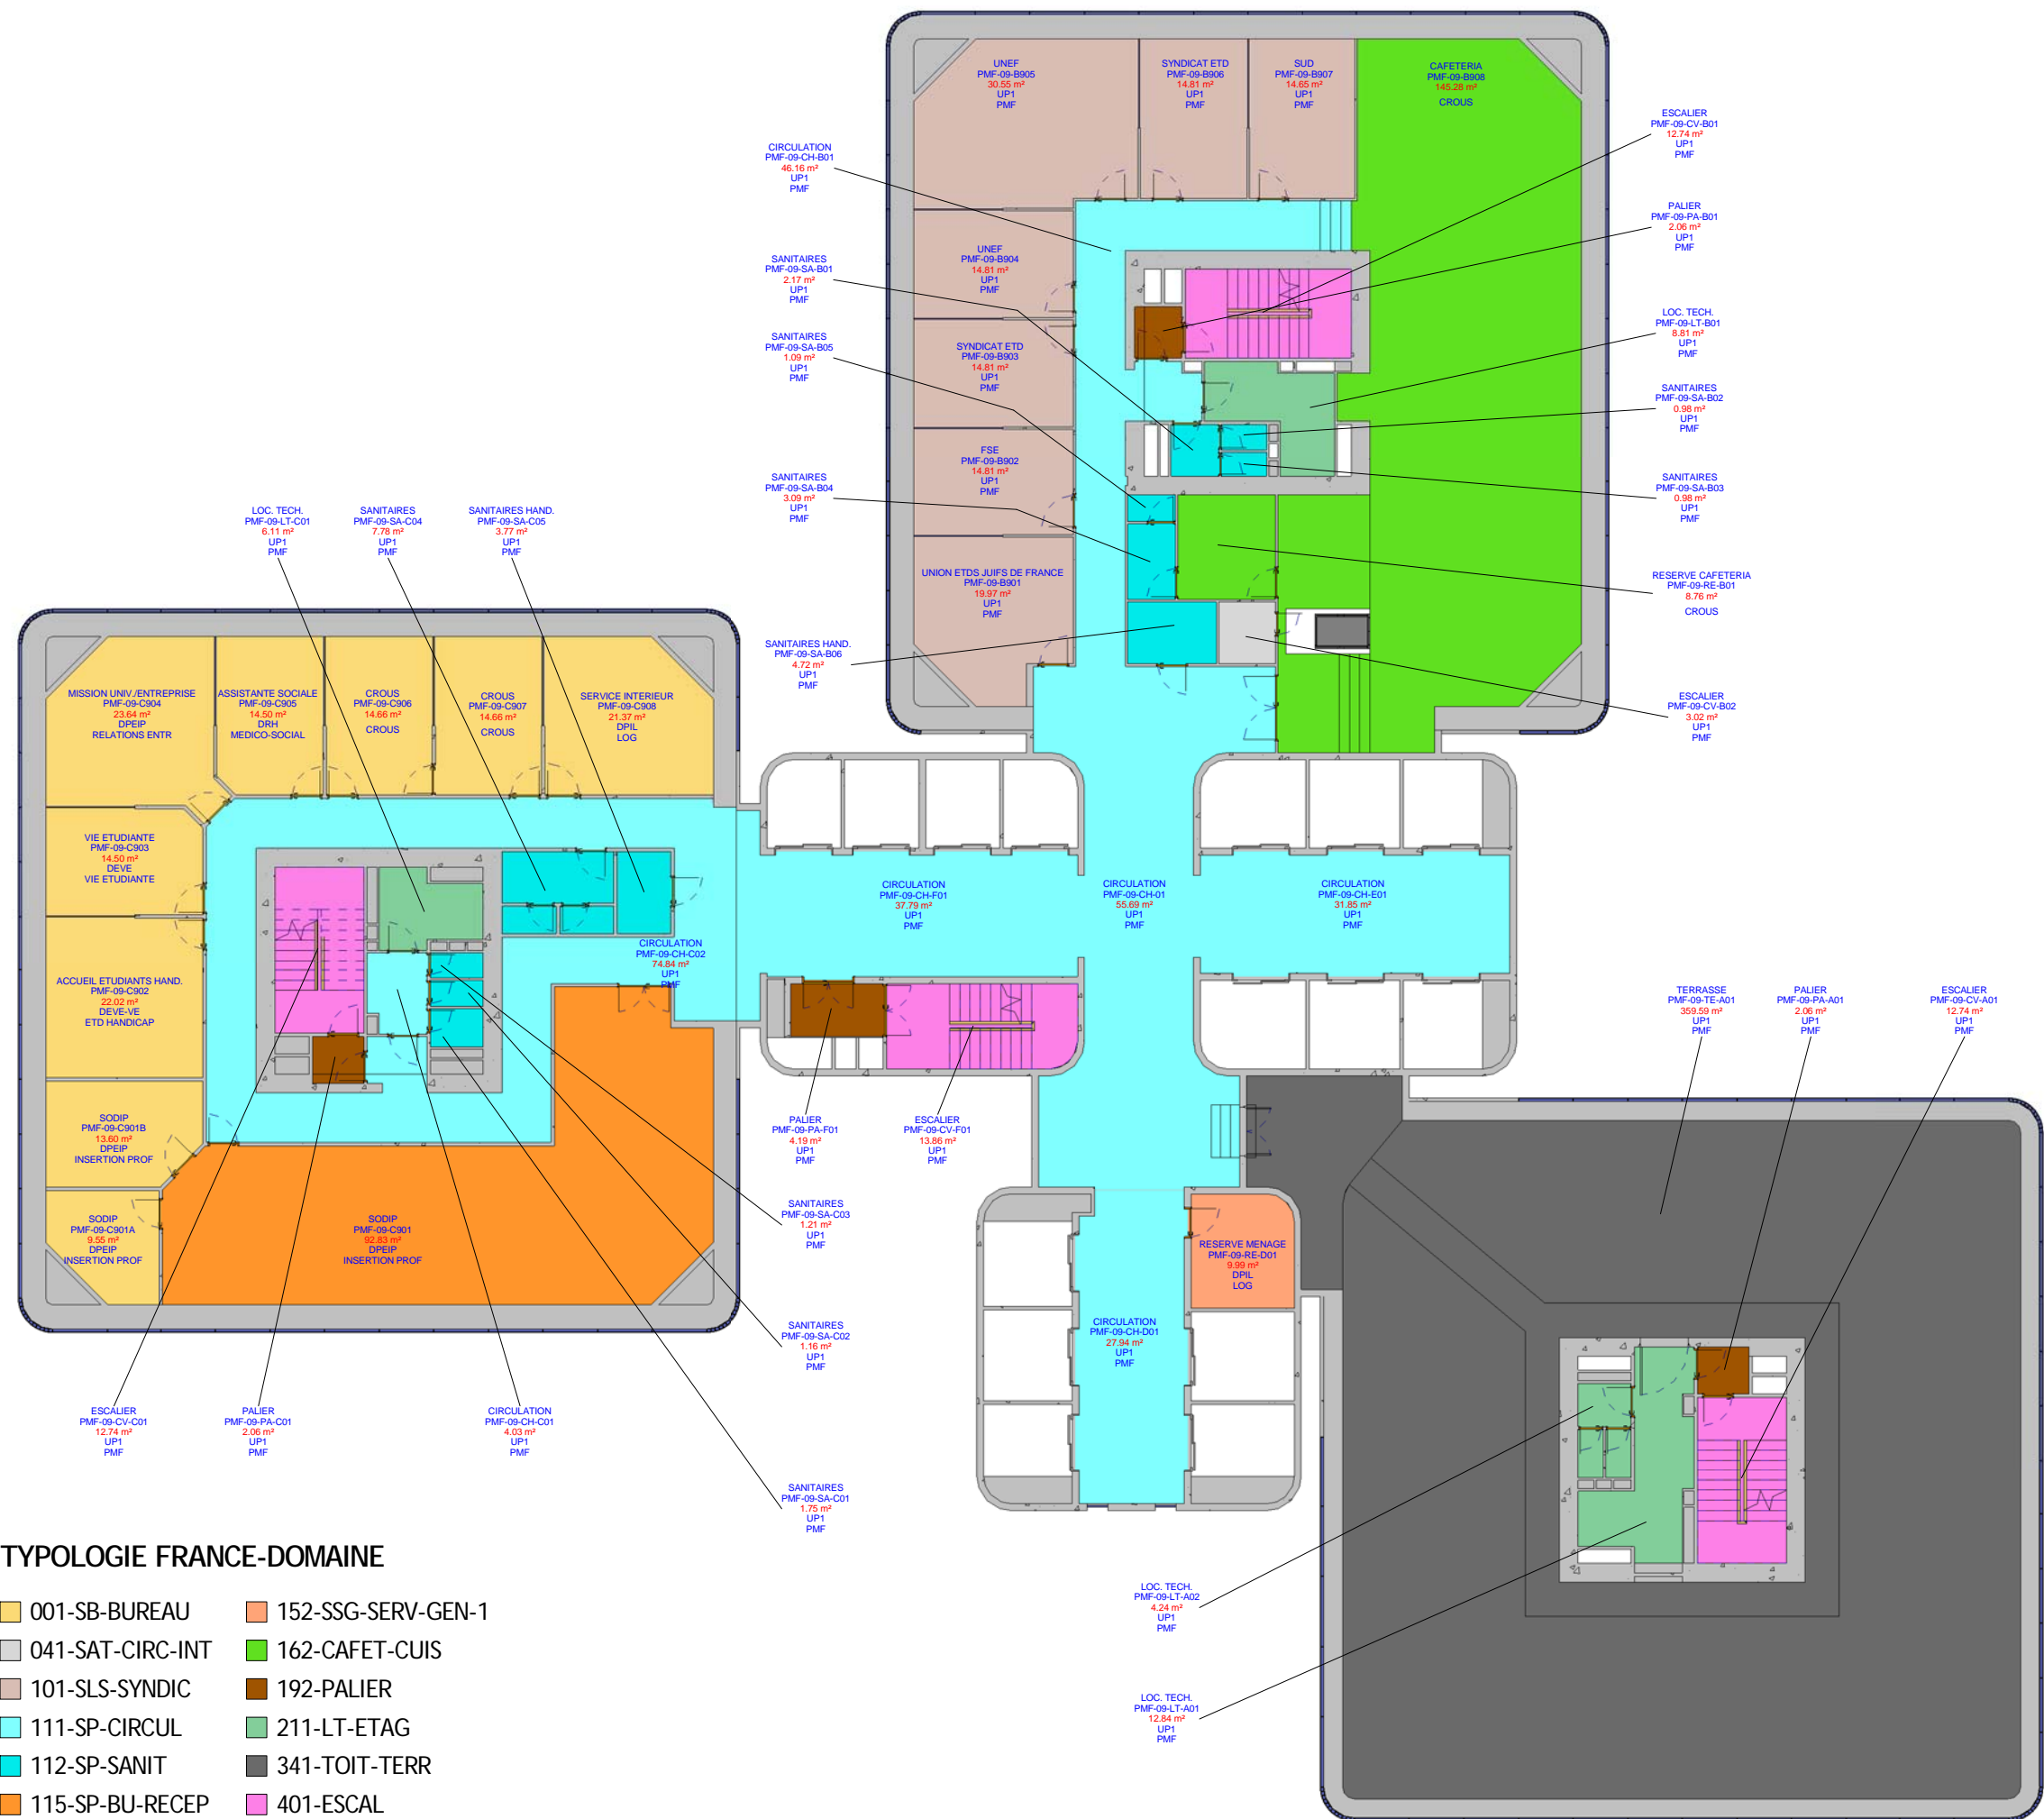 UNEF
PMF-09-B905
30.55 m²
UP1
PMF
SYNDICAT ETD
PMF-09-B906
14.81 m²
UP1
PMF
SUD
PMF-09-B907
14.65 m²
UP1
PMF
CAFETERIA
PMF-09-B908
145.28 m²
CROUS
ESCALIER
PMF-09-CV-B01
12.74 m²
UP1
PMF
CIRCULATION
PMF-09-CH-B01
46.16 m²
UP1
PMF
PALIER
PMF-09-PA-B01
2.06 m²
UP1
PMF
UNEF
PMF-09-B904
14.81 m²
UP1
PMF
SANITAIRES
PMF-09-SA-B01
2.17 m²
UP1
PMF
LOC. TECH.
PMF-09-LT-B01
8.81 m²
UP1
PMF
SANITAIRES
PMF-09-SA-B05
1.09 m²
UP1
PMF
SYNDICAT ETD
PMF-09-B903
14.81 m²
UP1
PMF
SANITAIRES
PMF-09-SA-B02
0.98 m²
UP1
PMF
FSE
PMF-09-B902
14.81 m²
UP1
PMF
SANITAIRES
PMF-09-SA-B04
3.09 m²
UP1
PMF
SANITAIRES
PMF-09-SA-B03
0.98 m²
UP1
PMF
LOC. TECH.
PMF-09-LT-C01
6.11 m²
UP1
PMF
SANITAIRES
PMF-09-SA-C04
7.78 m²
UP1
PMF
SANITAIRES HAND.
PMF-09-SA-C05
3.77 m²
UP1
PMF
UNION ETDS JUIFS DE FRANCE
PMF-09-B901
19.97 m²
UP1
PMF
RESERVE CAFETERIA
PMF-09-RE-B01
8.76 m²
CROUS
SANITAIRES HAND.
PMF-09-SA-B06
4.72 m²
UP1
PMF
ESCALIER
PMF-09-CV-B02
3.02 m²
UP1
PMF
MISSION UNIV./ENTREPRISE
PMF-09-C904
23.64 m²
DPEIP
RELATIONS ENTR
ASSISTANTE SOCIALE
PMF-09-C905
14.50 m²
DRH
MEDICO-SOCIAL
CROUS
PMF-09-C906
14.66 m²
CROUS
CROUS
PMF-09-C907
14.66 m²
CROUS
SERVICE INTERIEUR
PMF-09-C908
21.37 m²
DPIL
LOG
VIE ETUDIANTE
PMF-09-C903
14.50 m²
DEVE
VIE ETUDIANTE
CIRCULATION
PMF-09-CH-F01
37.79 m²
UP1
PMF
CIRCULATION
PMF-09-CH-01
55.69 m²
UP1
PMF
CIRCULATION
PMF-09-CH-E01
31.85 m²
UP1
PMF
CIRCULATION
PMF-09-CH-C02
74.84 m²
UP1
PMF
ACCUEIL ETUDIANTS HAND.
PMF-09-C902
22.02 m²
DEVE-VE
ETD HANDICAP
TERRASSE
PMF-09-TE-A01
359.59 m²
UP1
PMF
PALIER
PMF-09-PA-A01
2.06 m²
UP1
PMF
ESCALIER
PMF-09-CV-A01
12.74 m²
UP1
PMF
SODIP
PMF-09-C901B
13.60 m²
DPEIP
INSERTION PROF
PALIER
PMF-09-PA-F01
4.19 m²
UP1
PMF
ESCALIER
PMF-09-CV-F01
13.86 m²
UP1
PMF
SODIP
PMF-09-C901A
9.55 m²
DPEIP
INSERTION PROF
SODIP
PMF-09-C901
92.83 m²
DPEIP
INSERTION PROF
SANITAIRES
PMF-09-SA-C03
1.21 m²
UP1
PMF
RESERVE MENAGE
PMF-09-RE-D01
9.99 m²
DPIL
LOG
SANITAIRES
PMF-09-SA-C02
1.16 m²
UP1
PMF
CIRCULATION
PMF-09-CH-D01
27.94 m²
UP1
PMF
ESCALIER
PMF-09-CV-C01
12.74 m²
UP1
PMF
PALIER
PMF-09-PA-C01
2.06 m²
UP1
PMF
CIRCULATION
PMF-09-CH-C01
4.03 m²
UP1
PMF
SANITAIRES
PMF-09-SA-C01
1.75 m²
UP1
PMF
LOC. TECH.
PMF-09-LT-A02
4.24 m²
UP1
PMF
LOC. TECH.
PMF-09-LT-A01
12.84 m²
UP1
PMF
TYPOLOGIE FRANCE-DOMAINE
001-SB-BUREAU
041-SAT-CIRC-INT
101-SLS-SYNDIC
111-SP-CIRCUL
112-SP-SANIT
115-SP-BU-RECEP
152-SSG-SERV-GEN-1
162-CAFET-CUIS
192-PALIER
211-LT-ETAG
341-TOIT-TERR
401-ESCAL